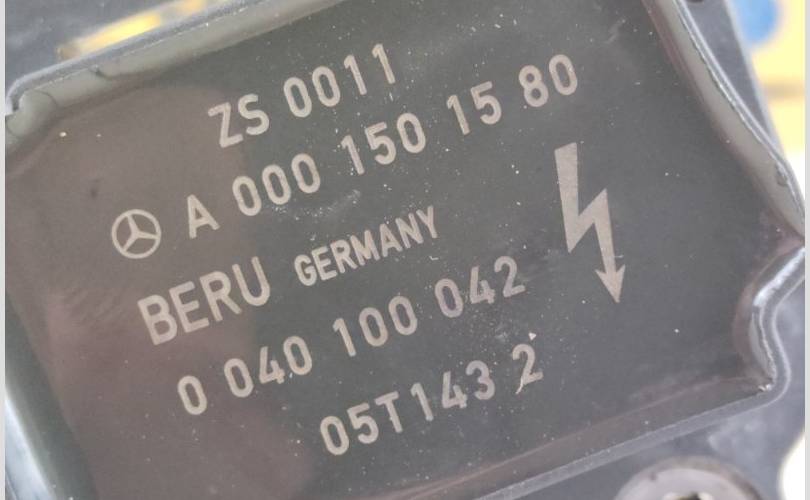 ZS 0011
A 000 150 15 80
BERU GERMANY
0 040 100 042
05T143 2